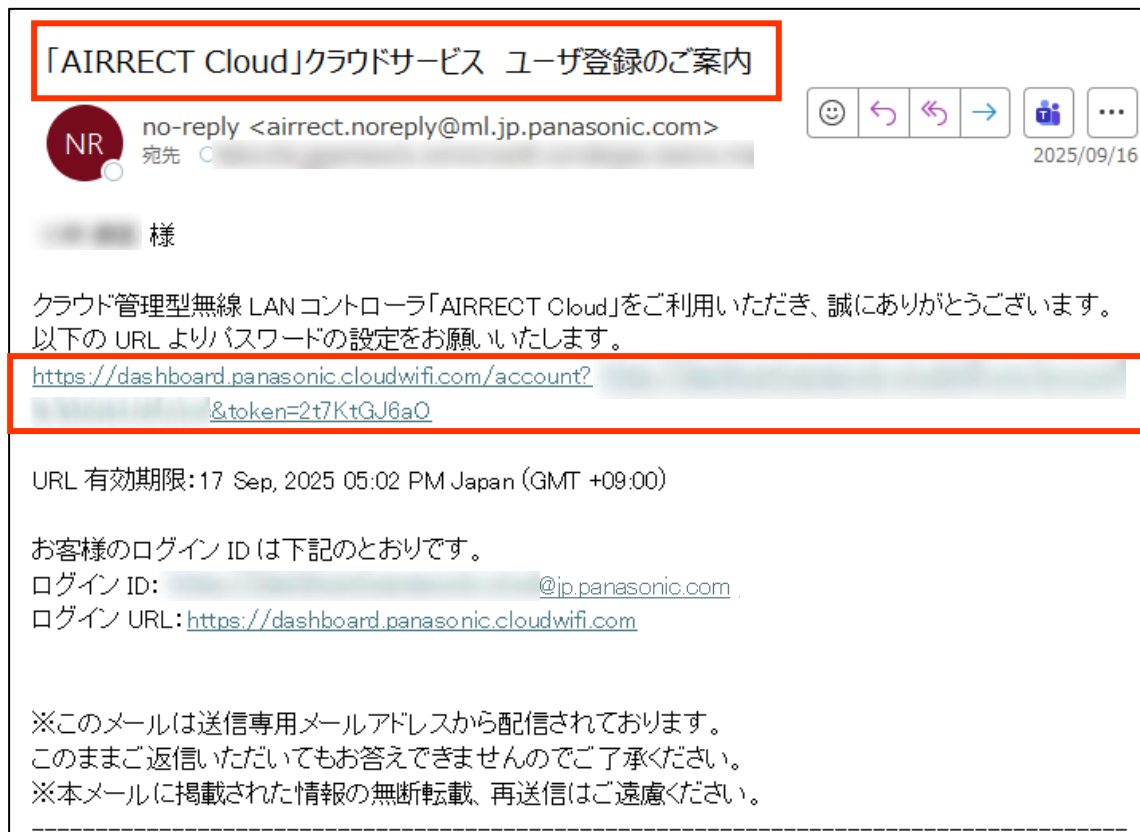 「AIRRECT Cloud」クラウドサービス ユーザ登録のご案内
NR
no-reply <airrect.noreply@ml.jp.panasonic.com>
宛先
2025/09/16
様
クラウド管理型無線 LAN コントローラ「AIRRECT Cloud」をご利用いただき、誠にありがとうございます。
以下の URL よりパスワードの設定をお願いいたします。
https://dashboard.panasonic.cloudwifi.com/account?
&token=2t7KtGJ6aO
URL 有効期限：17 Sep, 2025 05:02 PM Japan (GMT +09:00)
お客様のログイン ID は下記のとおりです。
ログイン ID: @jp.panasonic.com
ログイン URL：https://dashboard.panasonic.cloudwifi.com
※このメールは送信専用メールアドレスから配信されております。
このままご返信いただいてもお答えできませんのでご了承ください。
※本メールに掲載された情報の無断転載、再送信はご遠慮ください。